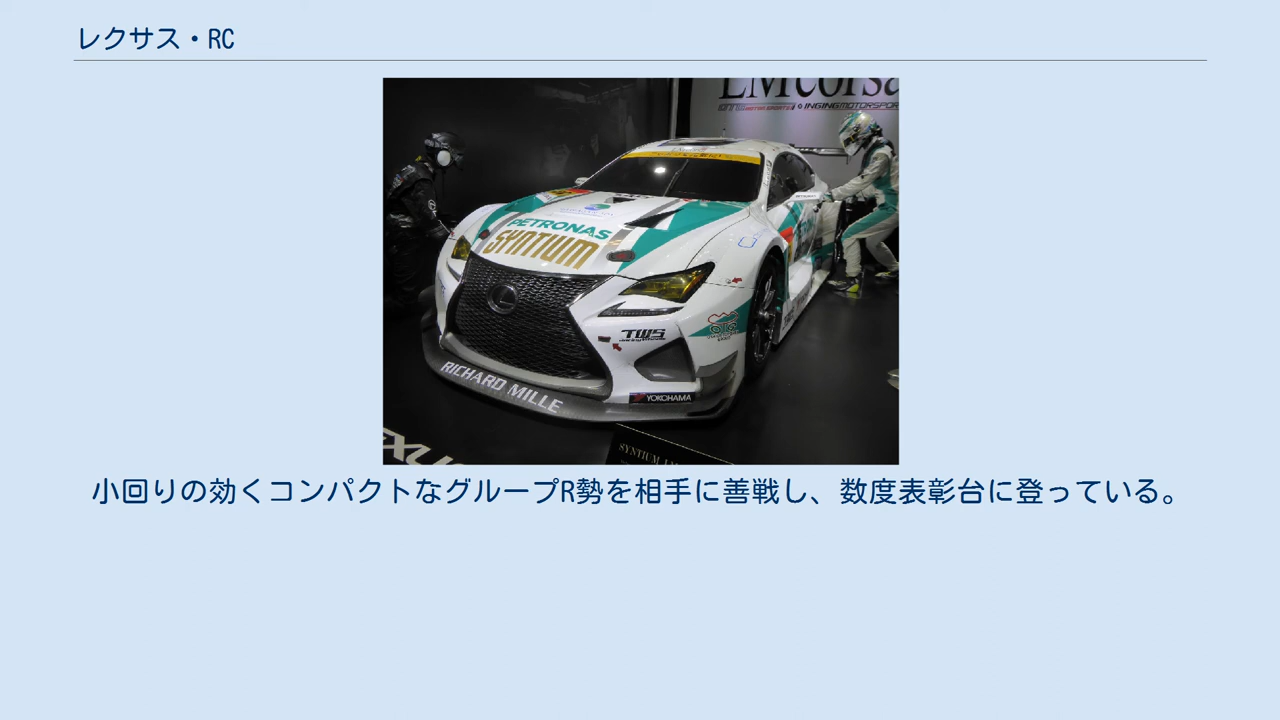 レクサス・RC
LMcorsa
INGINGMOTORSPORT
PETRONAS
SYNTIUM
TWS
RICHARD MILLE
YOKOHAMA
SYNTIUM
小回りの効くコンパクトなグループR勢を相手に善戦し、数度表彰台に登っている。